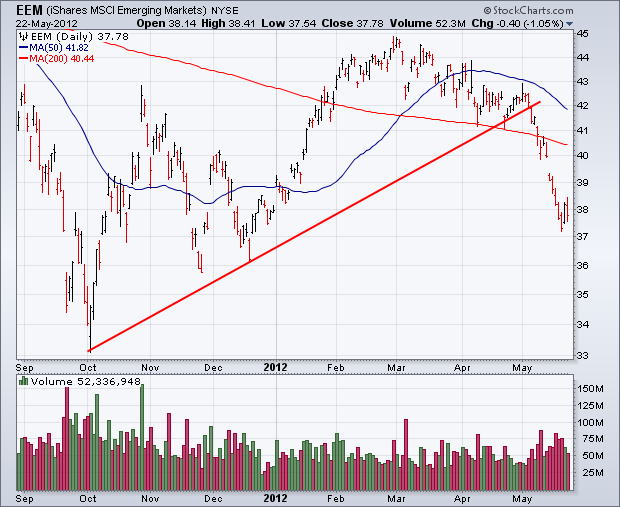 EEM (iShares MSCI Emerging Markets) NYSE © StockCharts.com
22-May-2012 Open 38.14 High 38.41 Low 37.54 Close 37.78 Volume 52.3M Chg -0.40 (-1.05%)
EEM (Daily) 37.78
MA(50) 41.82
MA(200) 40.44
45
44
43
42
41
40
39
38
37
36
35
34
33
Sep Oct Nov Dec 2012 Feb Mar Apr May
Volume 52,336,948
150M
125M
100M
75M
50M
25M
Sep Oct Nov Dec 2012 Feb Mar Apr May